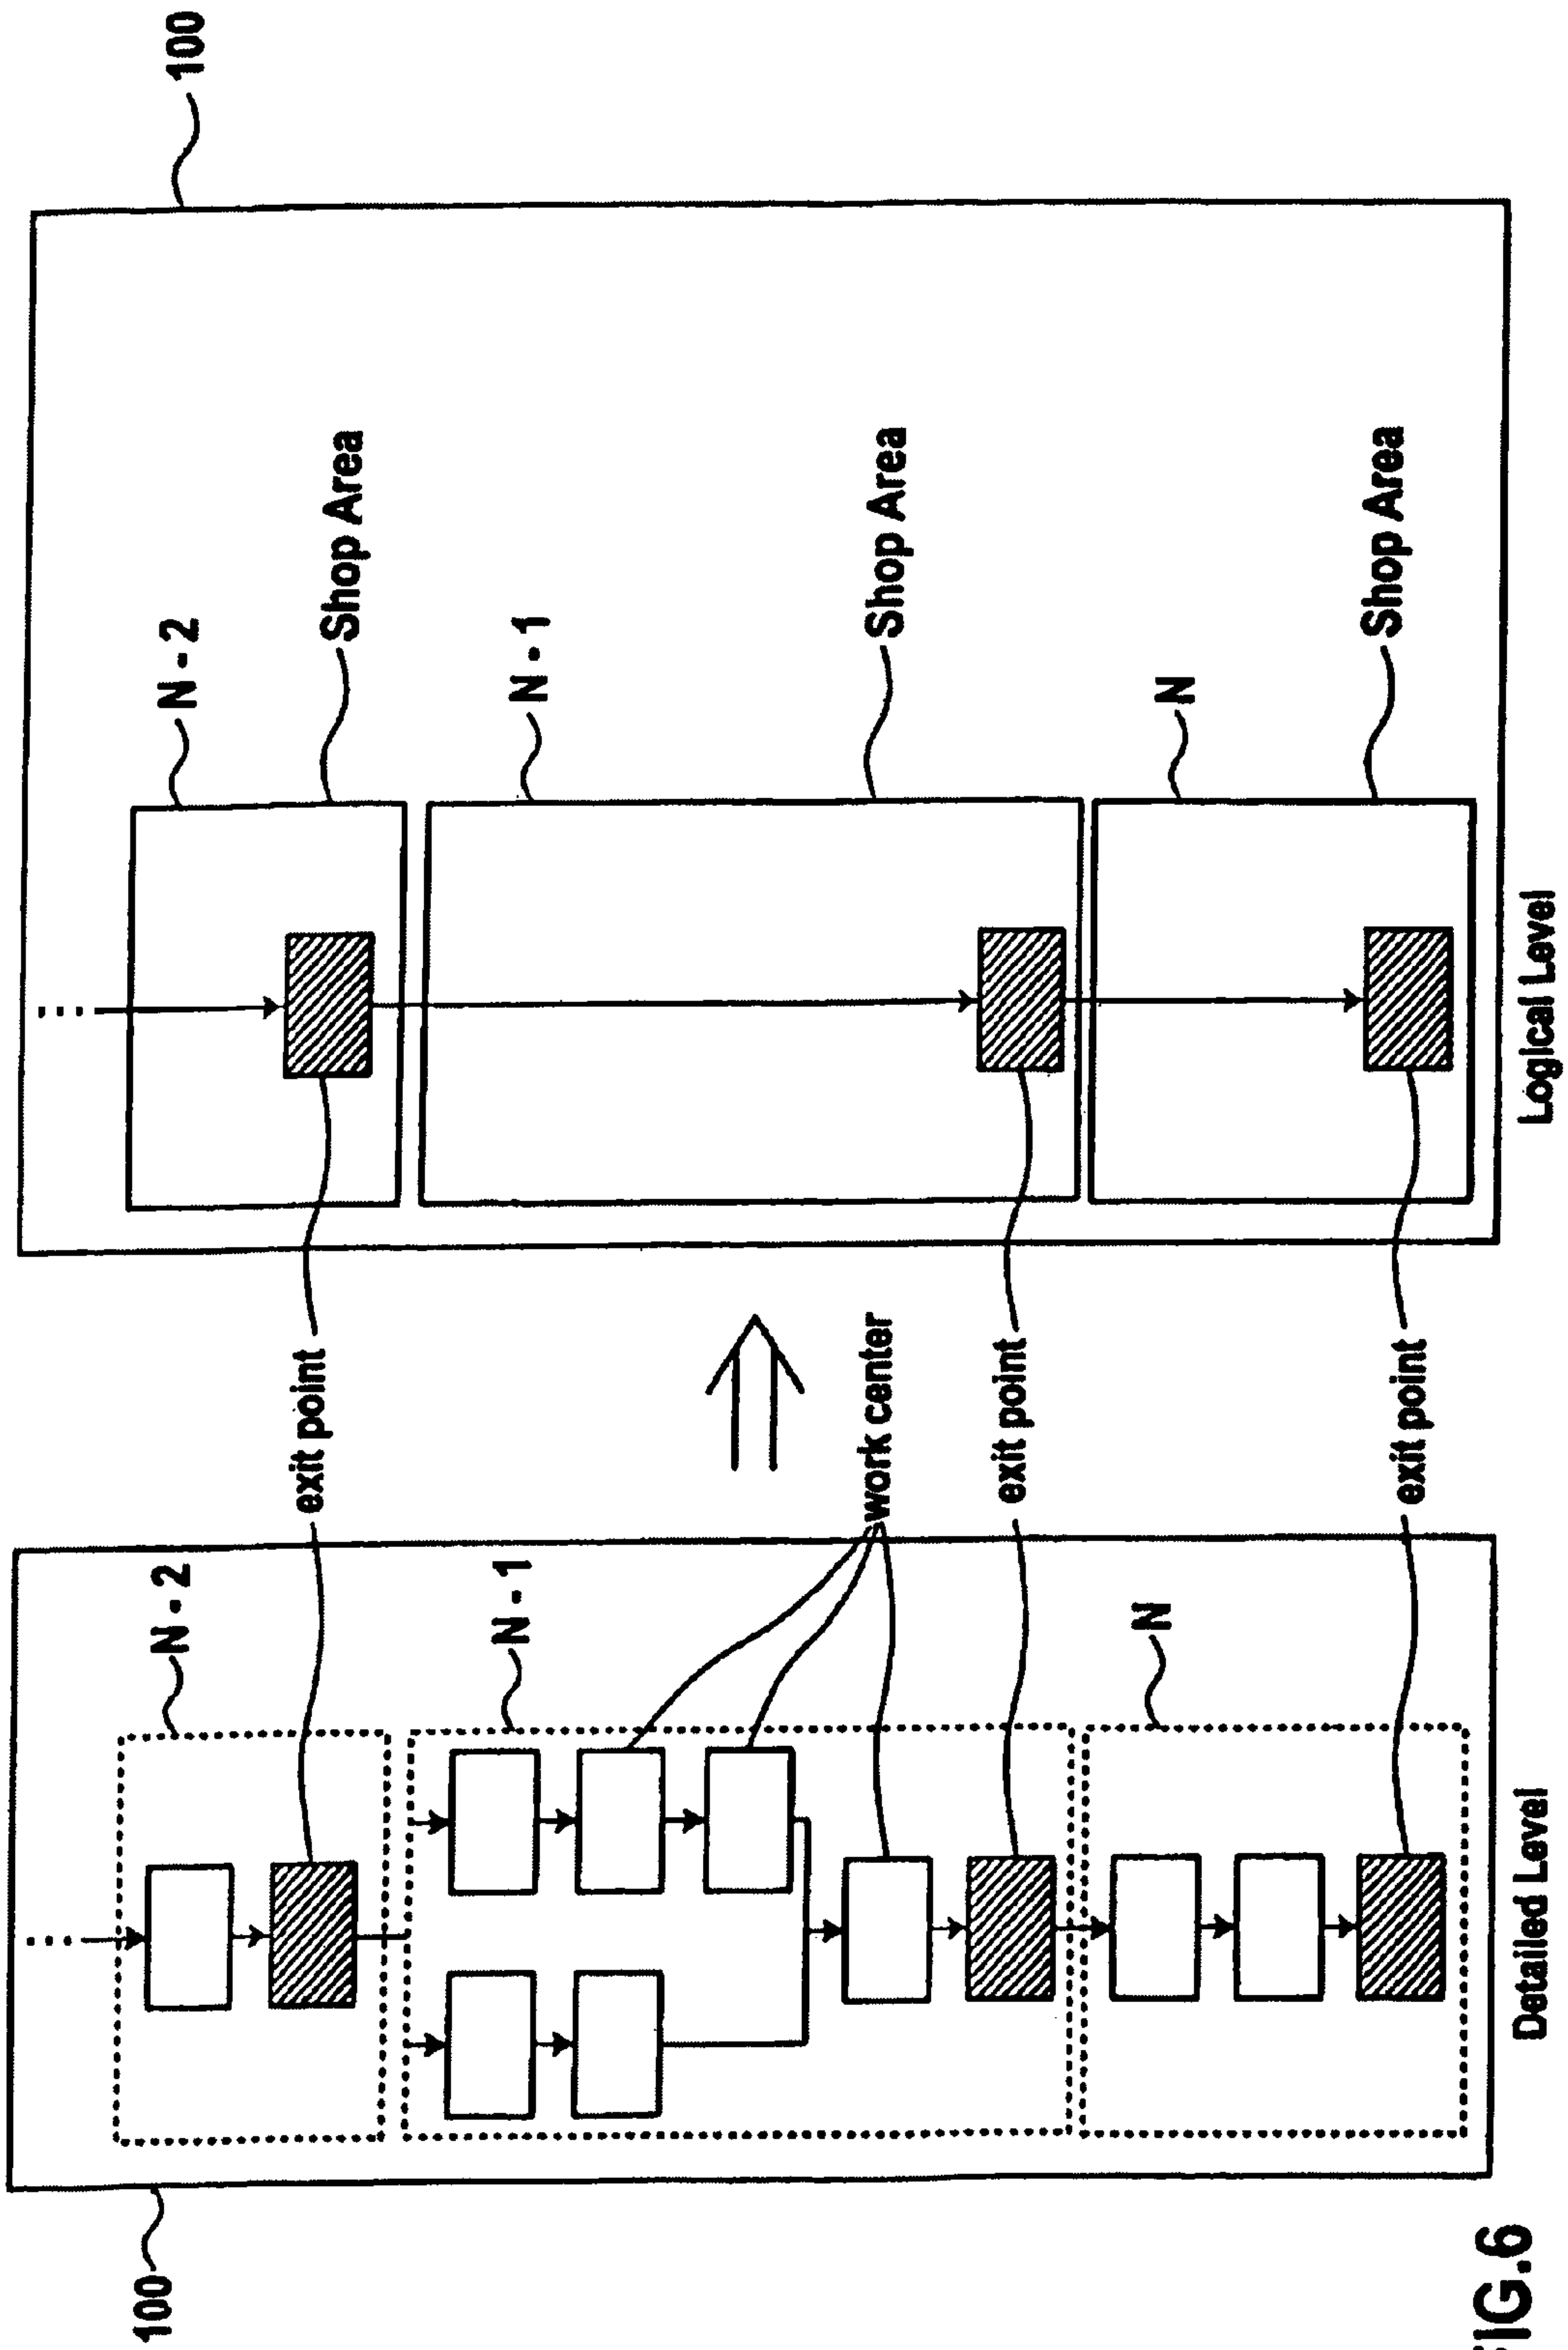 100
N - 2
N - 2
100
exit point
Shop Area
N - 1
N - 1
work center
Shop Area
exit point
N
N
exit point
Shop Area
Detailed Level
Logical Level
FIG.6